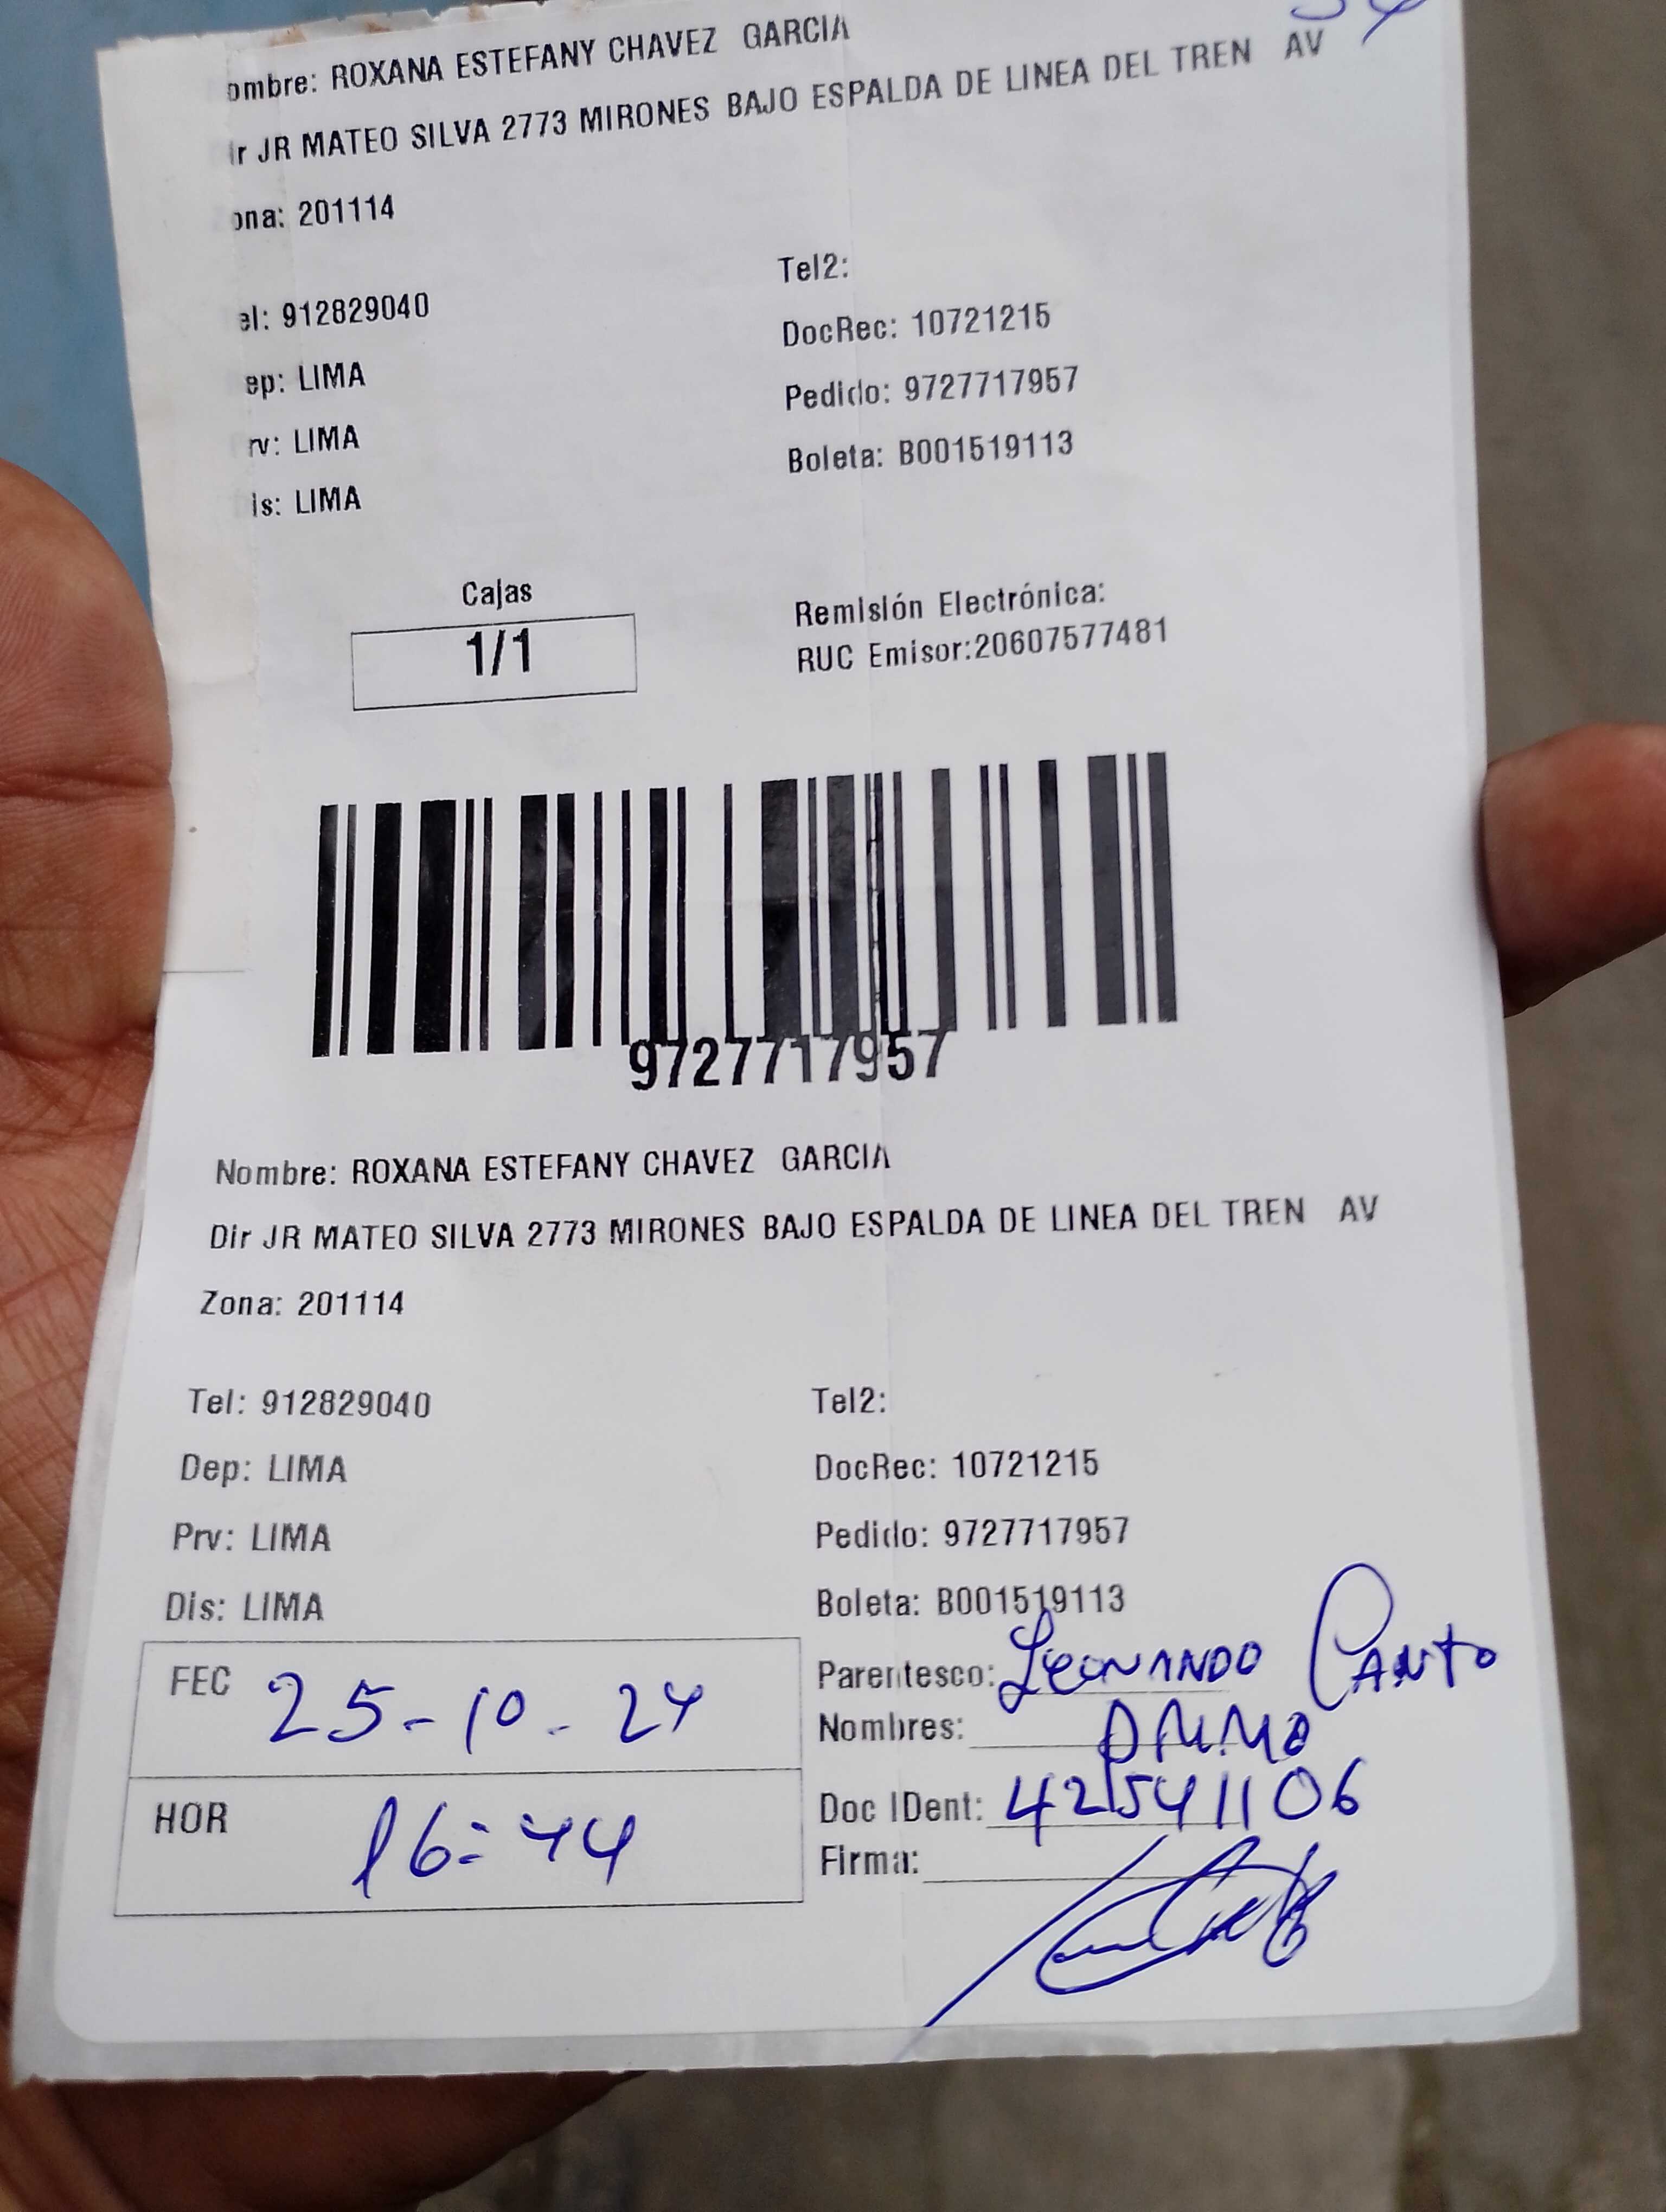 ombre: ROXANA ESTEFANY CHAVEZ GARCIA
ir JR MATEO SILVA 2773 MIRONES BAJO ESPALDA DE LINEA DEL TREN AV
ona: 201114
el: 912829040
Tel2:
DocRec: 10721215
ep: LIMA
Pedido: 9727717957
rv: LIMA
Boleta: B001519113
is: LIMA
Cajas
1/1
Remisión Electrónica:
RUC Emisor:20607577481
9727717957
Nombre: ROXANA ESTEFANY CHAVEZ GARCIA
Dir JR MATEO SILVA 2773 MIRONES BAJO ESPALDA DE LINEA DEL TREN AV
Zona: 201114
Tel: 912829040
Tel2:
Dep: LIMA
DocRec: 10721215
Prv: LIMA
Pedido: 9727717957
Dis: LIMA
Boleta: B001519113
FEC 25-10-24
Parentesco: CANTO
Nombres:
HOR 16:44
Doc IDent: 42541106
Firma: